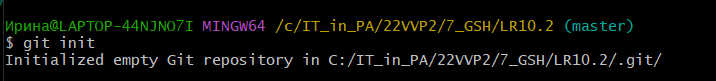 Ирина@LAPTOP-44NJNO7I MINGW64 /c/IT_in_PA/22VVP2/7_GSH/LR10.2 (master)
$ git init
Initialized empty Git repository in C:/IT_in_PA/22VVP2/7_GSH/LR10.2/.git/